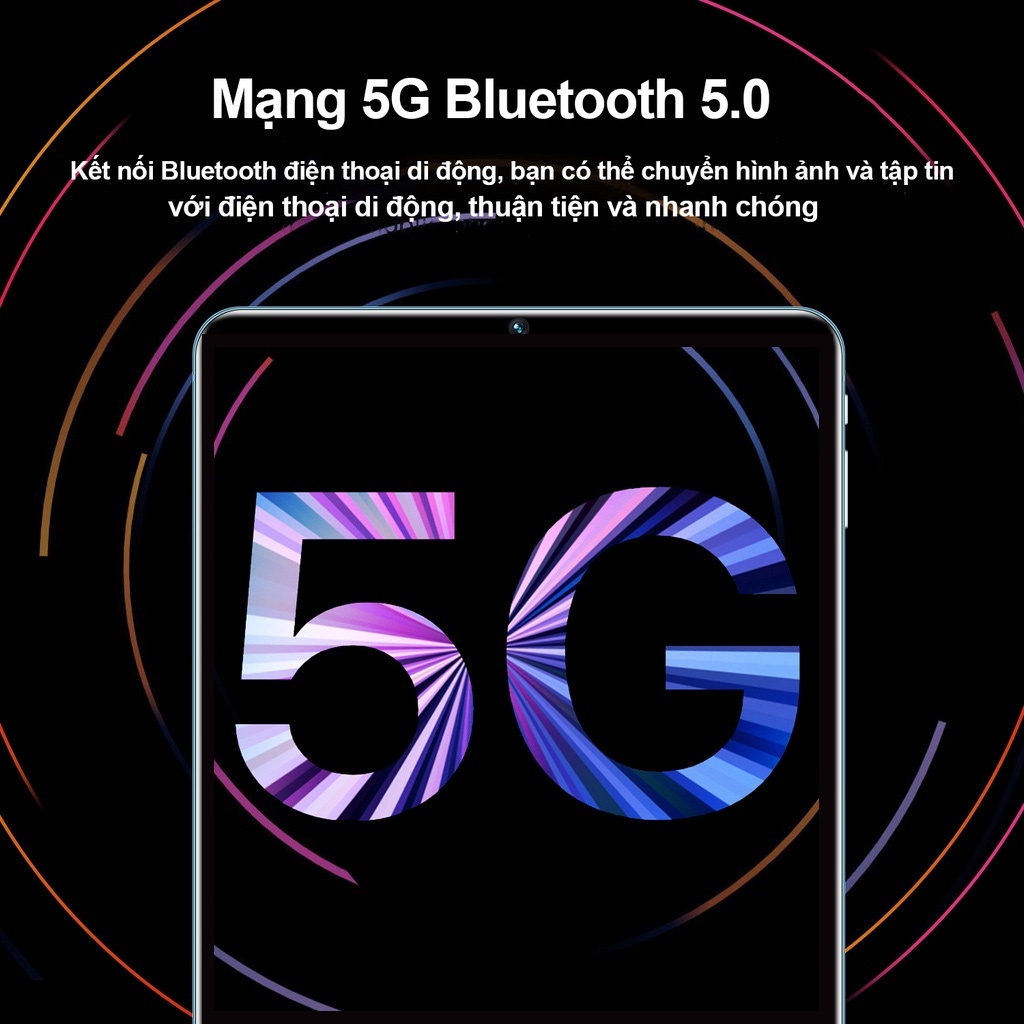 Mạng 5G Bluetooth 5.0
Kết nối Bluetooth điện thoại di động, bạn có thể chuyển hình ảnh và tập tin
với điện thoại di động, thuận tiện và nhanh chóng
5G